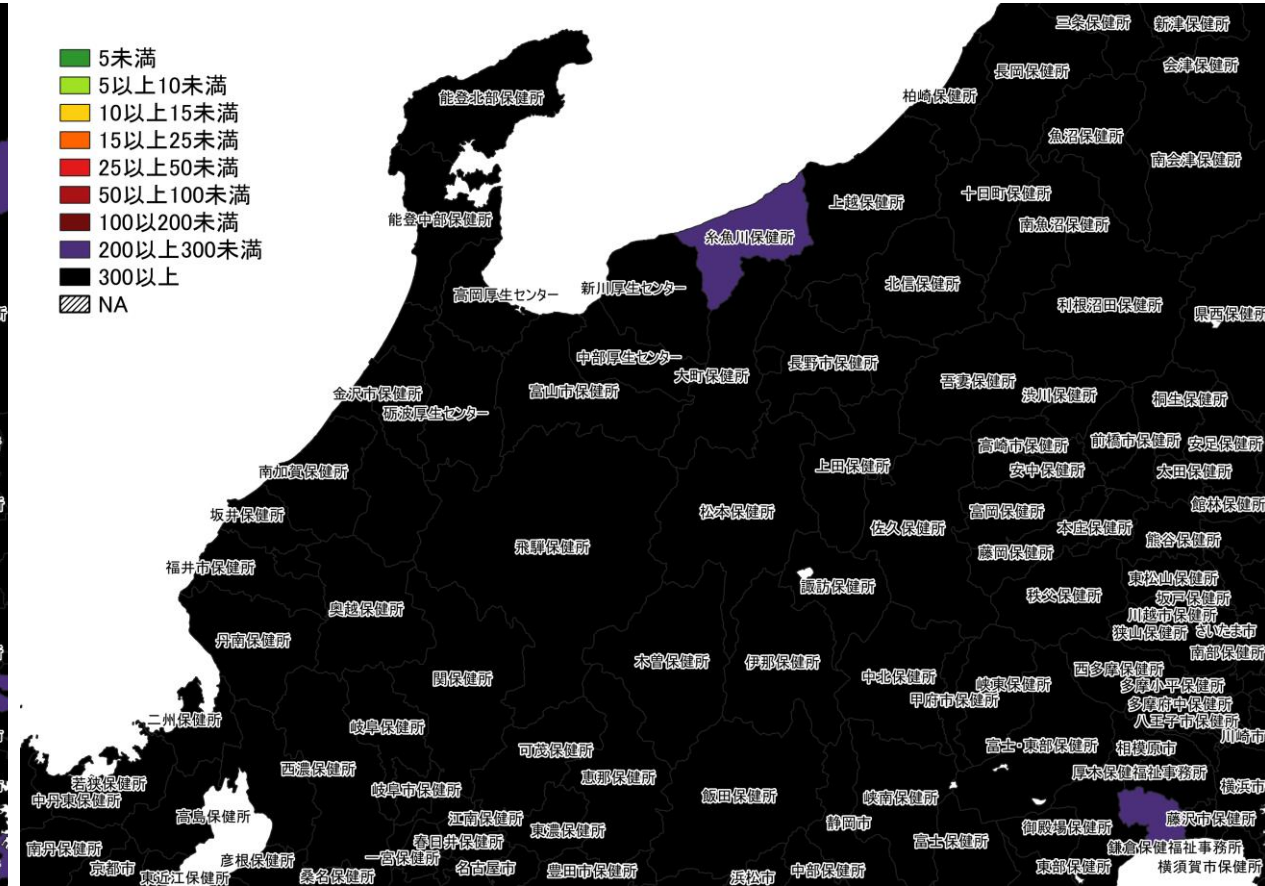 5未満
5以上10未満
10以上15未満
15以上25未満
25以上50未満
50以上100未満
100以200未満
200以上300未満
300以上
NA
三条保健所
新津保健所
長岡保健所
会津保健所
柏崎保健所
能登北部保健所
魚沼保健所
南会津保健所
十日町保健所
上越保健所
能登中部保健所
南魚沼保健所
糸魚川保健所
北信保健所
新川厚生センター
高岡厚生センター
利根沼田保健所
県西保健所
中部厚生センター
長野市保健所
大町保健所
吾妻保健所
富山市保健所
金沢市保健所
渋川保健所
桐生保健所
砺波厚生センター
前橋市保健所
安足保健所
高崎市保健所
上田保健所
安中保健所
太田保健所
南加賀保健所
館林保健所
松本保健所
富岡保健所
坂井保健所
佐久保健所
本庄保健所
熊谷保健所
飛騨保健所
藤岡保健所
福井市保健所
東松山保健所
諏訪保健所
秩父保健所
坂戸保健所
奥越保健所
川越市保健所
狭山保健所
さいたま市
丹南保健所
南部保健所
木曽保健所
伊那保健所
西多摩保健所
関保健所
中北保健所
峡東保健所
多摩小平保健所
甲府市保健所
多摩府中保健所
二州保健所
八王子市保健所
岐阜保健所
川崎市
可茂保健所
富士・東部保健所
相模原市
西濃保健所
恵那保健所
厚木保健福祉事務所
若狭保健所
岐阜市保健所
横浜市
中丹東保健所
飯田保健所
峡南保健所
高島保健所
江南保健所
藤沢市保健所
静岡市
東濃保健所
御殿場保健所
春日井保健所
富士保健所
南丹保健所
鎌倉保健福祉事務所
一宮保健所
彦根保健所
京都市
名古屋市
豊田市保健所
中部保健所
東部保健所
横須賀市保健所
東近江保健所
桑名保健所
浜松市